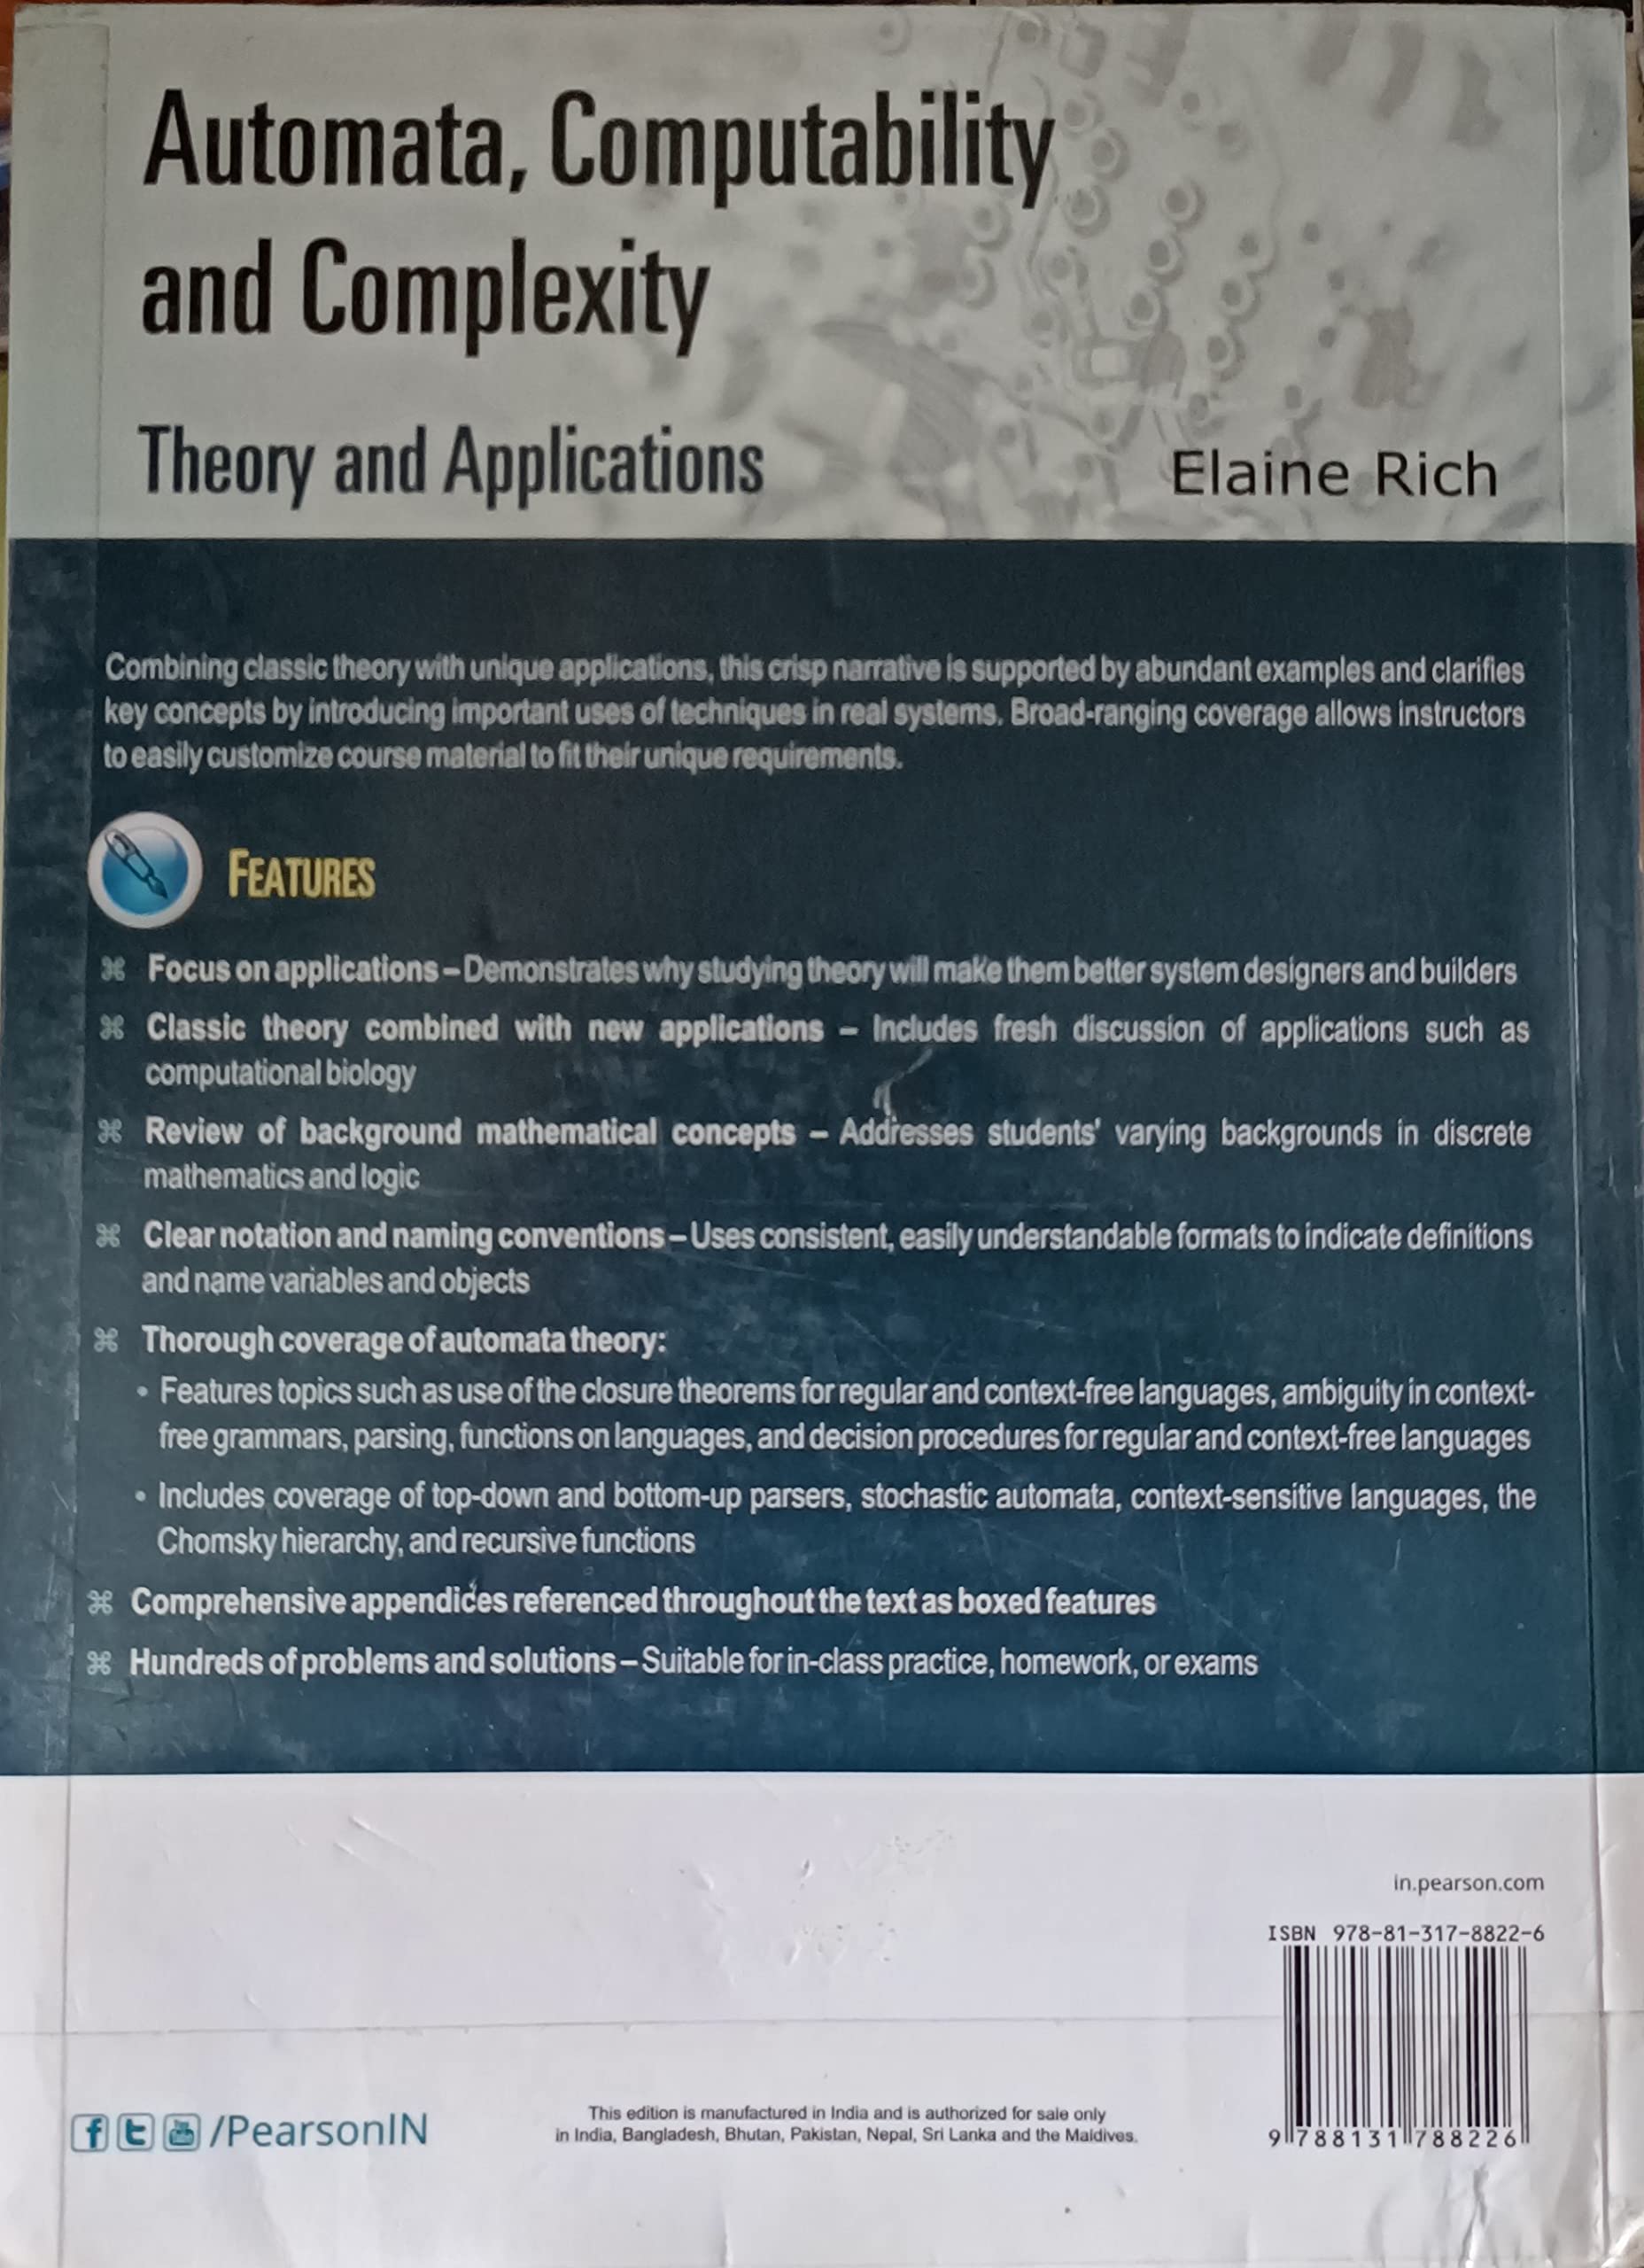 Automata, Computability
and Complexity
Theory and Applications
Elaine Rich
Combining classic theory with unique applications, this crisp narrative is supported by abundant examples and clarifies
key concepts by introducing important uses of techniques in real systems. Broad-ranging coverage allows instructors
to easily customize course material to fit their unique requirements.
FEATURES
⌘ Focus on applications – Demonstrates why studying theory will make them better system designers and builders
⌘ Classic theory combined with new applications – Includes fresh discussion of applications such as
computational biology
⌘ Review of background mathematical concepts – Addresses students' varying backgrounds in discrete
mathematics and logic
⌘ Clear notation and naming conventions – Uses consistent, easily understandable formats to indicate definitions
and name variables and objects
⌘ Thorough coverage of automata theory:
• Features topics such as use of the closure theorems for regular and context-free languages, ambiguity in context-
free grammars, parsing, functions on languages, and decision procedures for regular and context-free languages
• Includes coverage of top-down and bottom-up parsers, stochastic automata, context-sensitive languages, the
Chomsky hierarchy, and recursive functions
⌘ Comprehensive appendices referenced throughout the text as boxed features
⌘ Hundreds of problems and solutions – Suitable for in-class practice, homework, or exams
in.pearson.com
ISBN 978-81-317-8822-6
9 788131 788226
f t You Tube /PearsonIN
This edition is manufactured in India and is authorized for sale only
in India, Bangladesh, Bhutan, Pakistan, Nepal, Sri Lanka and the Maldives.